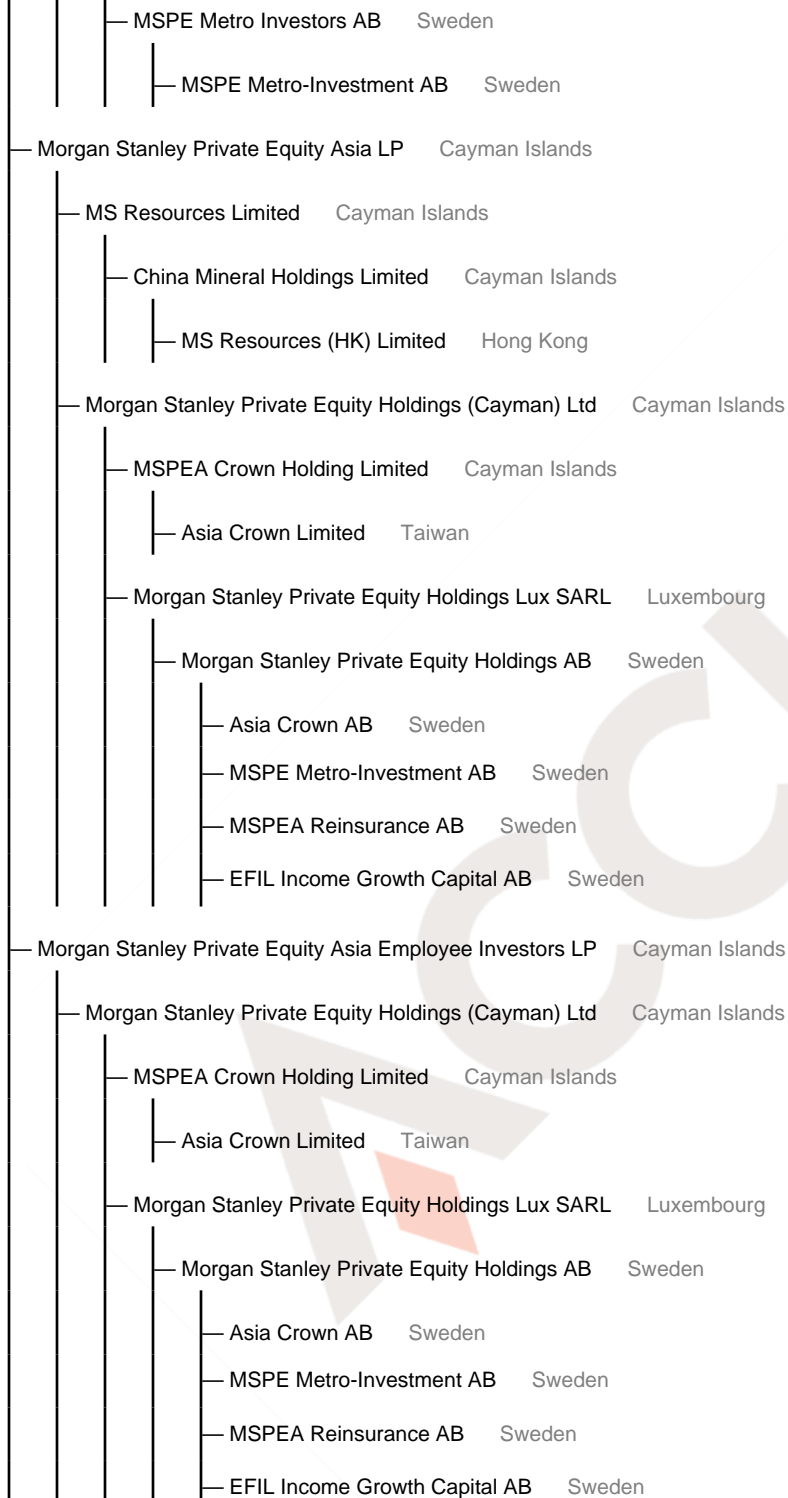 MSPE Metro Investors AB Sweden
MSPE Metro-Investment AB Sweden
Morgan Stanley Private Equity Asia LP Cayman Islands
MS Resources Limited Cayman Islands
China Mineral Holdings Limited Cayman Islands
MS Resources (HK) Limited Hong Kong
Morgan Stanley Private Equity Holdings (Cayman) Ltd Cayman Islands
MSPEA Crown Holding Limited Cayman Islands
Asia Crown Limited Taiwan
Morgan Stanley Private Equity Holdings Lux SARL Luxembourg
Morgan Stanley Private Equity Holdings AB Sweden
Asia Crown AB Sweden
MSPE Metro-Investment AB Sweden
MSPEA Reinsurance AB Sweden
EFIL Income Growth Capital AB Sweden
Morgan Stanley Private Equity Asia Employee Investors LP Cayman Islands
Morgan Stanley Private Equity Holdings (Cayman) Ltd Cayman Islands
MSPEA Crown Holding Limited Cayman Islands
Asia Crown Limited Taiwan
Morgan Stanley Private Equity Holdings Lux SARL Luxembourg
Morgan Stanley Private Equity Holdings AB Sweden
Asia Crown AB Sweden
MSPE Metro-Investment AB Sweden
MSPEA Reinsurance AB Sweden
EFIL Income Growth Capital AB Sweden